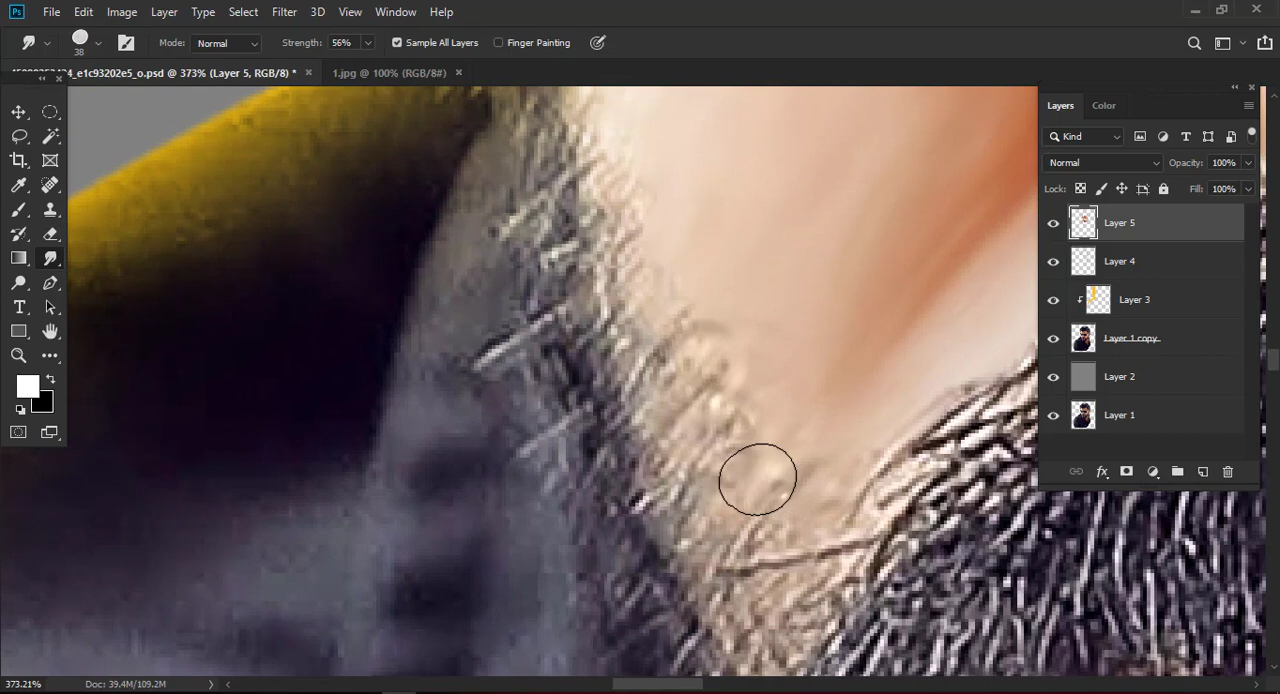 Ps File Edit Image Layer Type Select Filter 3D View Window Help
38 Mode: Normal Strength: 56% Sample All Layers Finger Painting
_e1c93202e5_o.psd @ 373% (Layer 5, RGB/8) * 1.jpg @ 100% (RGB/8#)
Layers Color
Kind
Normal Opacity: 100%
Lock: Fill: 100%
Layer 5
Layer 4
Layer 3
Layer 1 copy
Layer 2
Layer 1
373.21% Doc: 39.4M/109.2M